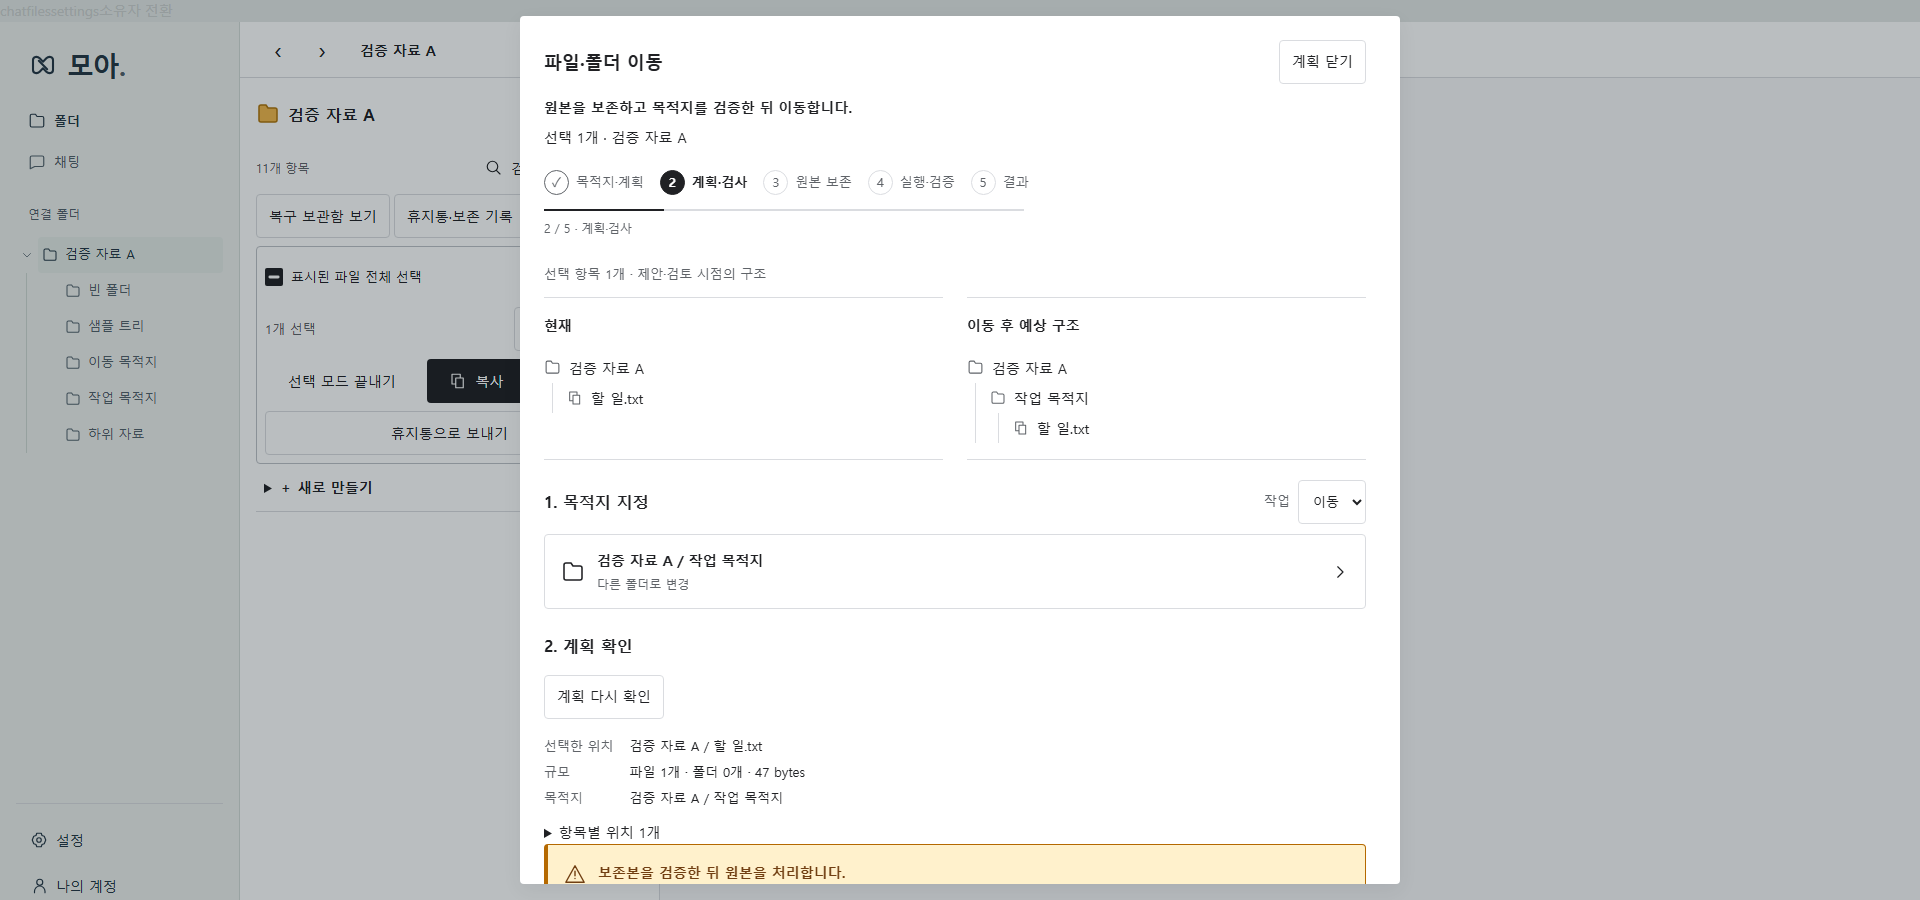 chatfilessettings소유자 전환
모아.
폴더
채팅
연결 폴더
검증 자료 A
빈 폴더
샘플 트리
이동 목적지
작업 목적지
하위 자료
설정
나의 계정
검증 자료 A
검증 자료 A
11개 항목
복구 보관함 보기
휴지통·보존 기록
표시된 파일 전체 선택
1개 선택
선택 모드 끝내기
복사
휴지통으로 보내기
+ 새로 만들기
파일·폴더 이동
계획 닫기
원본을 보존하고 목적지를 검증한 뒤 이동합니다.
선택 1개 · 검증 자료 A
목적지·계획
2 계획·검사
3 원본 보존
4 실행·검증
5 결과
2 / 5 · 계획·검사
선택 항목 1개 · 제안·검토 시점의 구조
현재
검증 자료 A
할 일.txt
이동 후 예상 구조
검증 자료 A
작업 목적지
할 일.txt
1. 목적지 지정
작업
이동
검증 자료 A / 작업 목적지
다른 폴더로 변경
2. 계획 확인
계획 다시 확인
선택한 위치 검증 자료 A / 할 일.txt
규모 파일 1개 · 폴더 0개 · 47 bytes
목적지 검증 자료 A / 작업 목적지
항목별 위치 1개
보존본을 검증한 뒤 원본을 처리합니다.